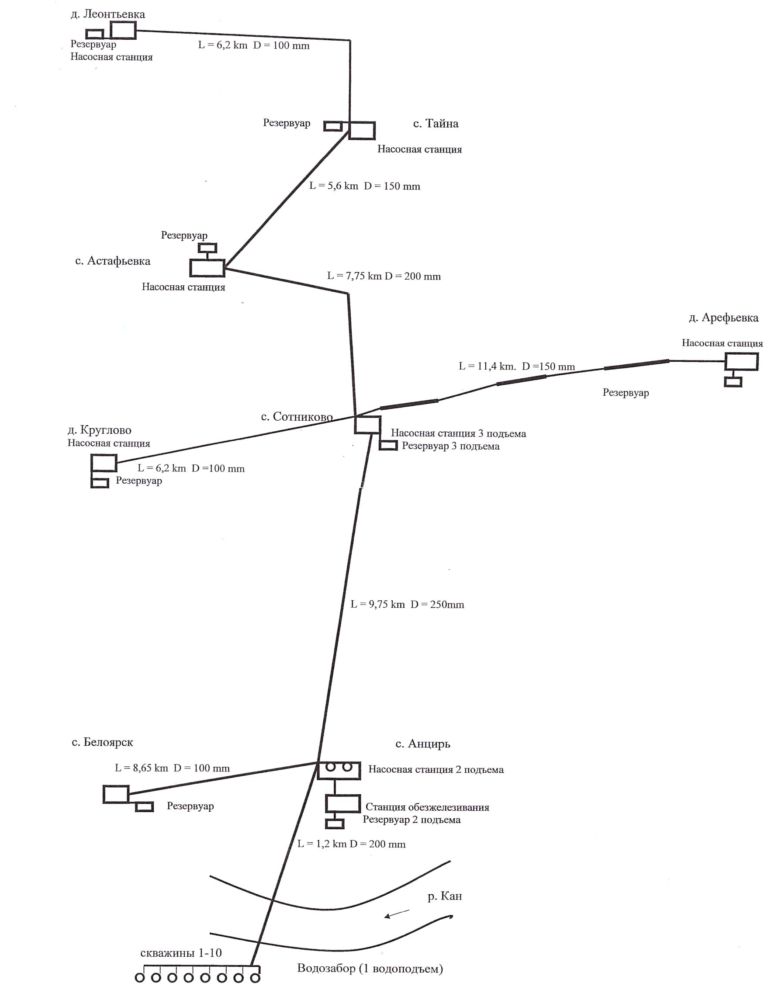 д. Леонтьевка
Резервуар
Насосная станция
L = 6,2 km  D = 100 mm
Резервуар
с. Тайна
Насосная станция
L = 5,6 km  D = 150 mm
Резервуар
с. Астафьевка
Насосная станция
L = 7,75 km D = 200 mm
д. Арефьевка
Насосная станция
L = 11,4 km.  D =150 mm
Резервуар
с. Сотниково
Насосная станция 3 подъема
Резервуар 3 подъема
д. Круглово
Насосная станция
L = 6,2 km  D =100 mm
Резервуар
L = 9,75 km  D = 250mm
с. Белоярск
с. Анцирь
L = 8,65 km  D = 100 mm
Насосная станция 2 подъема
Резервуар
Станция обезжелезивания
Резервуар 2 подъема
L = 1,2 km D = 200 mm
р. Кан
скважины 1-10
Водозабор (1 водоподъем)